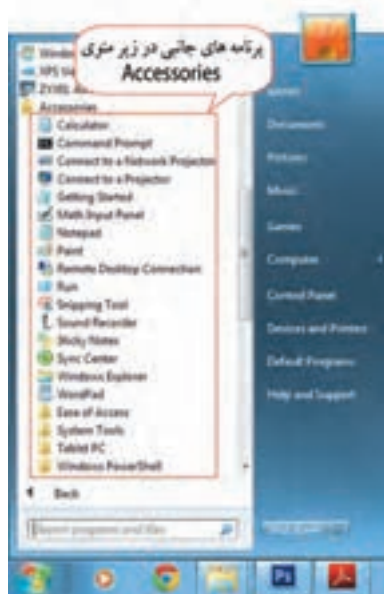 برنامه های جانبی در زیر منوی
Accessories
Windows
XPS
Accessories
Calculator
Command Prompt
Connect to a Network Projector
Connect to a Projector
Getting Started
Math Input Panel
Notepad
Paint
Remote Desktop Connection
Run
Snipping Tool
Sound Recorder
Sticky Notes
Sync Center
Windows Explorer
WordPad
Ease of Access
System Tools
Tablet PC
Windows PowerShell
Back
Search programs and files
Documents
Pictures
Music
Games
Computer
Control Panel
Devices and Printers
Default Programs
Help and Support
Ps